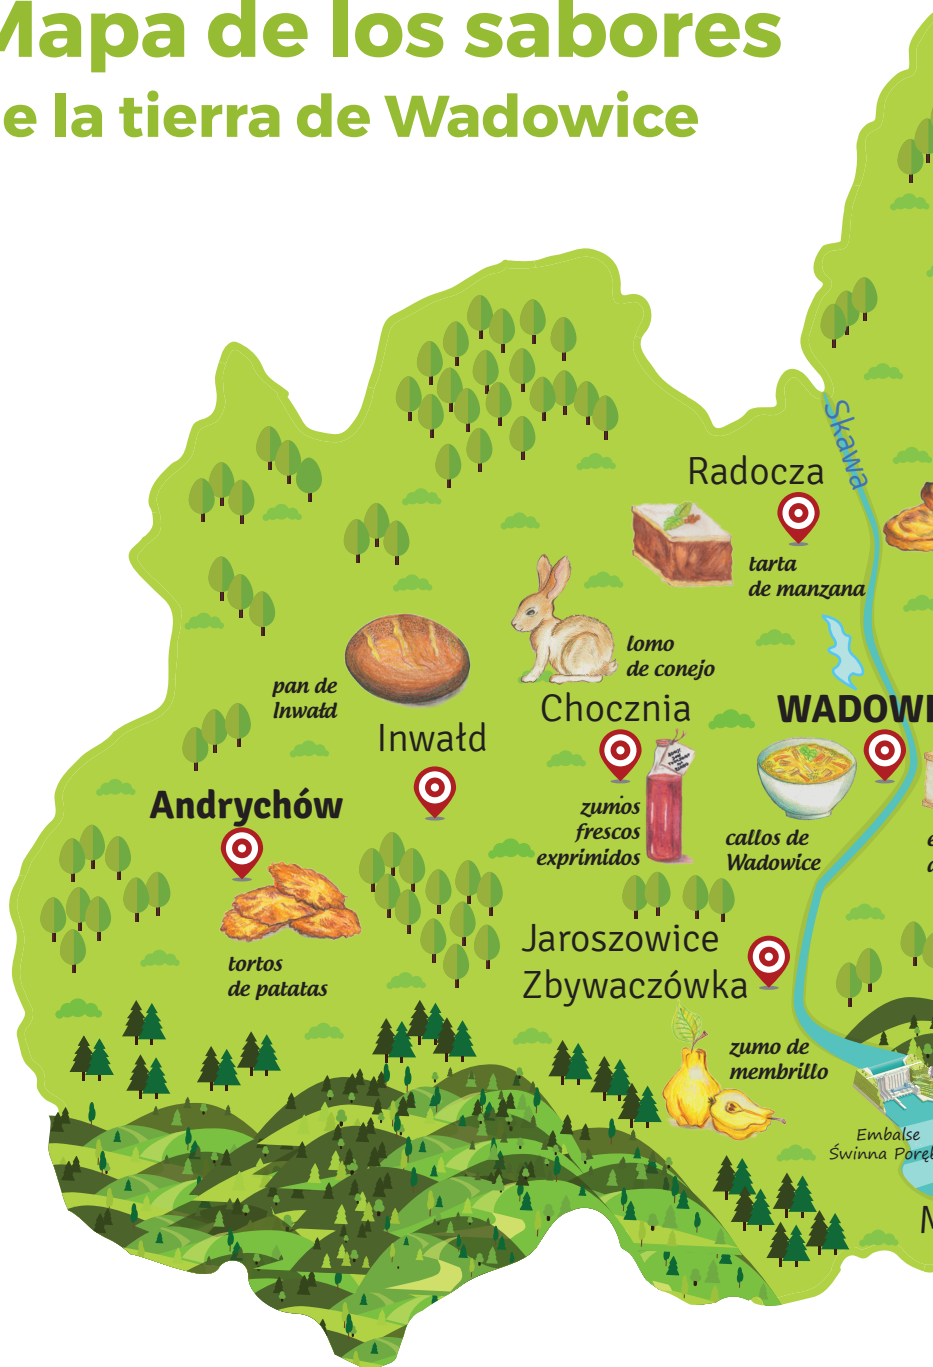 Mapa de los sabores
e la tierra de Wadowice
Skawa
Radocza
tarta
de manzana
lomo
de conejo
pan de
Inwałd
Chocznia
WADOWI
Inwałd
Andrychów
zumos
frescos
exprimidos
callos de
Wadowice
Jaroszowice
Zbywaczówka
tortos
de patatas
zumo de
membrillo
Embalse
Świnna Poręb